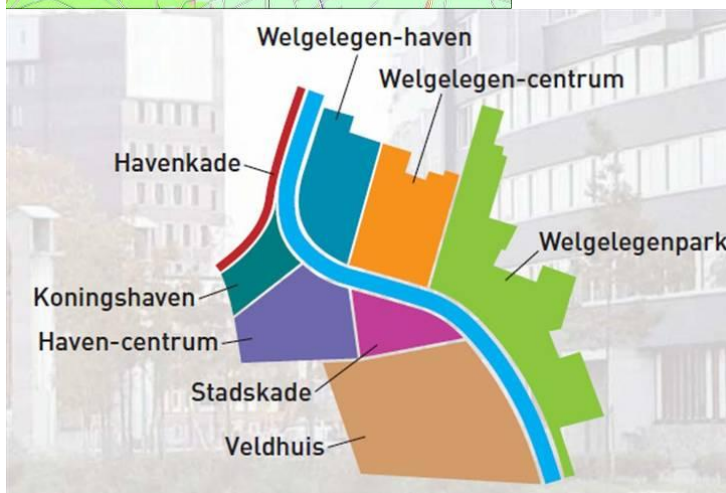 Welgelegen-haven
Welgelegen-centrum
Havenkade
Welgelegenpark
Koningshaven
Haven-centrum
Stadskade
Veldhuis